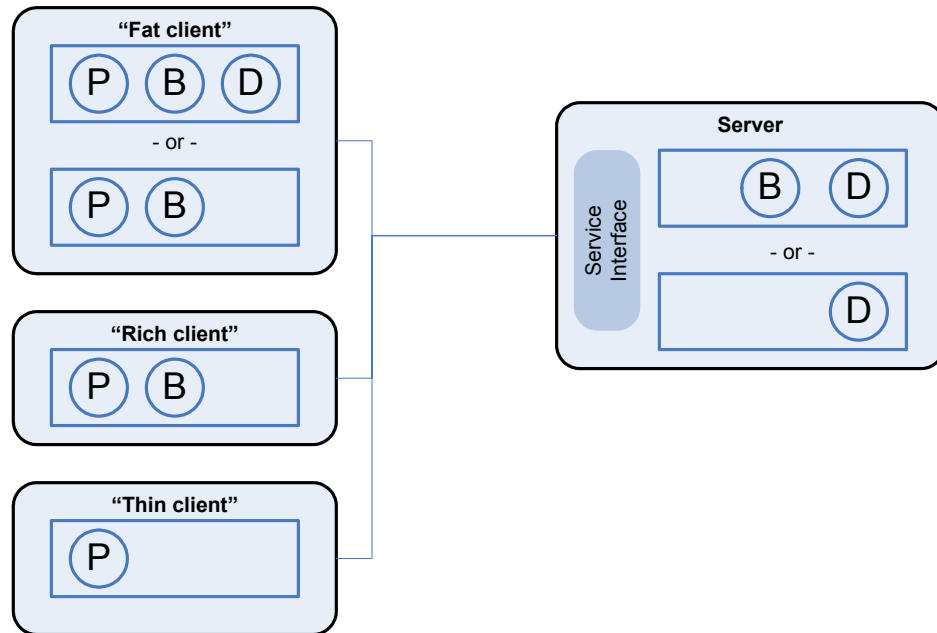 “Fat client”
P B D
- or -
P B
“Rich client”
P B
“Thin client”
P
Server
Service
Interface
B D
- or -
D